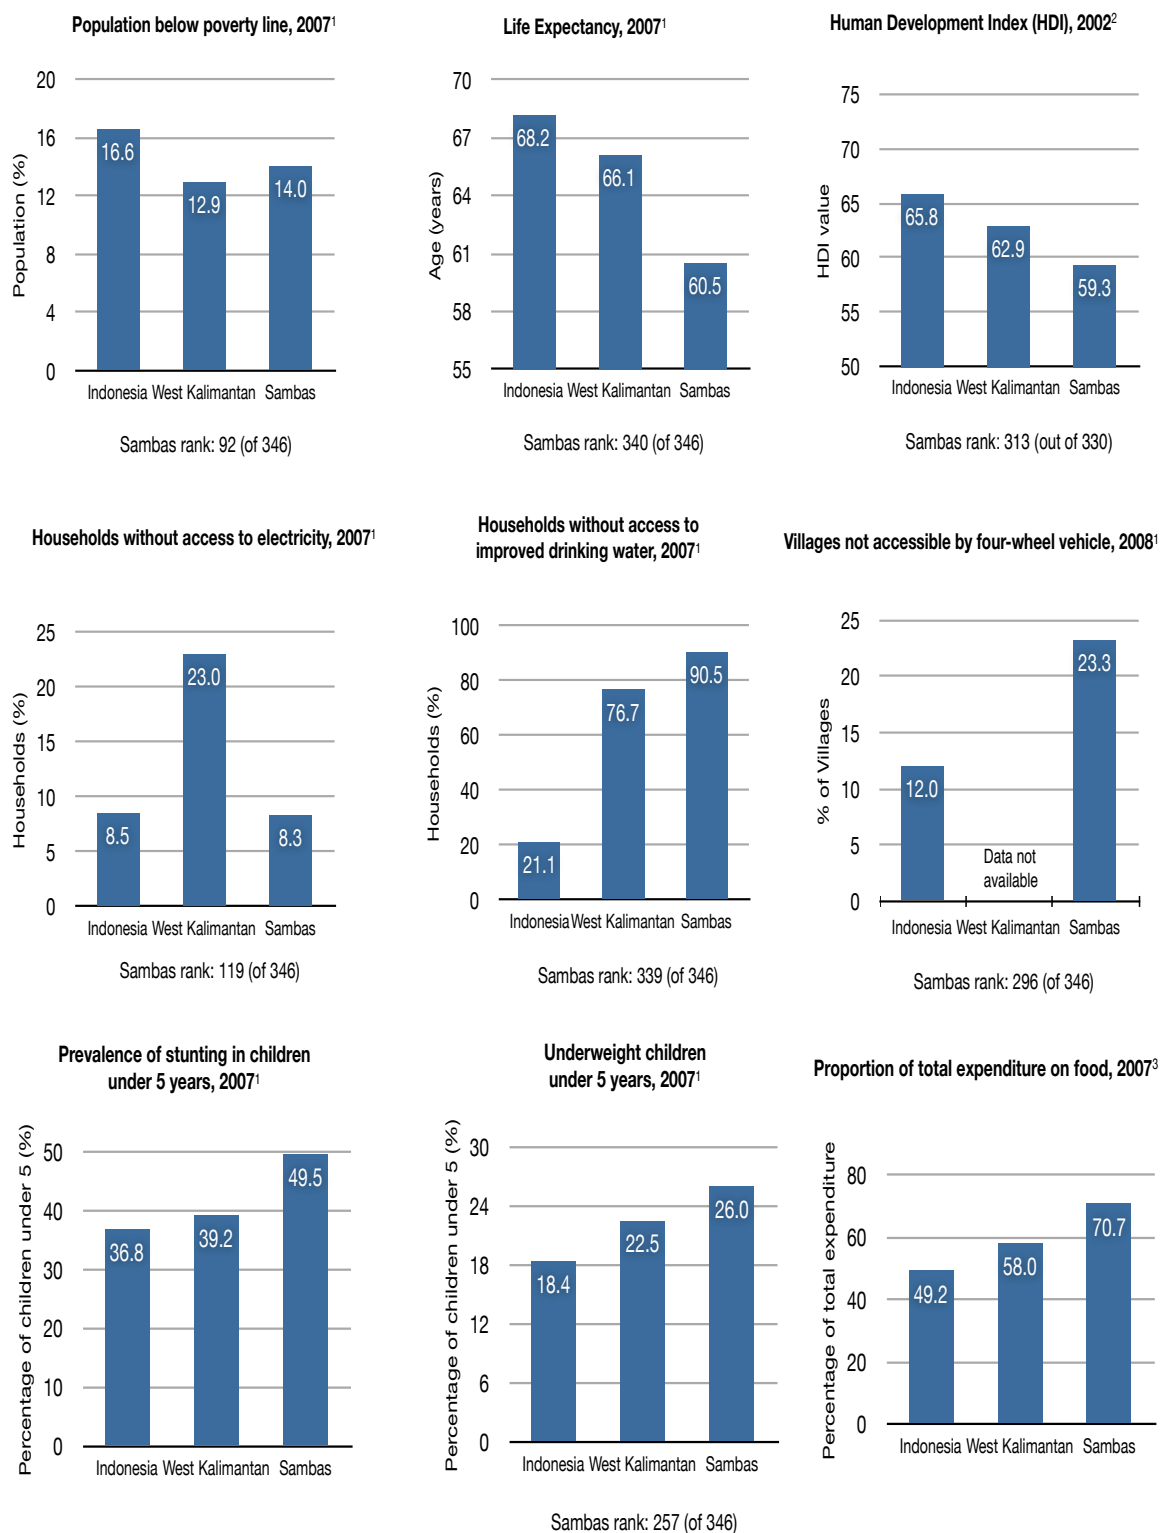 Population below poverty line, 2007¹
20
16
12
8
4
0
Population (%)
16.6
12.9
14.0
Indonesia West Kalimantan Sambas
Sambas rank: 92 (of 346)
Life Expectancy, 2007¹
70
67
64
61
58
55
Age (years)
68.2
66.1
60.5
Indonesia West Kalimantan Sambas
Sambas rank: 340 (of 346)
Human Development Index (HDI), 2002²
75
70
65
60
55
50
HDI value
65.8
62.9
59.3
Indonesia West Kalimantan Sambas
Sambas rank: 313 (out of 330)
Households without access to electricity, 2007¹
25
20
15
10
5
0
Households (%)
8.5
23.0
8.3
Indonesia West Kalimantan Sambas
Sambas rank: 119 (of 346)
Households without access to
improved drinking water, 2007¹
100
80
60
40
20
0
Households (%)
21.1
76.7
90.5
Indonesia West Kalimantan Sambas
Sambas rank: 339 (of 346)
Villages not accessible by four-wheel vehicle, 2008¹
25
20
15
10
5
0
% of Villages
12.0
Data not
available
23.3
Indonesia West Kalimantan Sambas
Sambas rank: 296 (of 346)
Prevalence of stunting in children
under 5 years, 2007¹
50
40
30
20
10
0
Percentage of children under 5 (%)
36.8
39.2
49.5
Indonesia West Kalimantan Sambas
Underweight children
under 5 years, 2007¹
30
24
18
12
6
0
Percentage of children under 5 (%)
18.4
22.5
26.0
Indonesia West Kalimantan Sambas
Sambas rank: 257 (of 346)
Proportion of total expenditure on food, 2007³
80
60
40
20
0
Percentage of total expenditure
49.2
58.0
70.7
Indonesia West Kalimantan Sambas